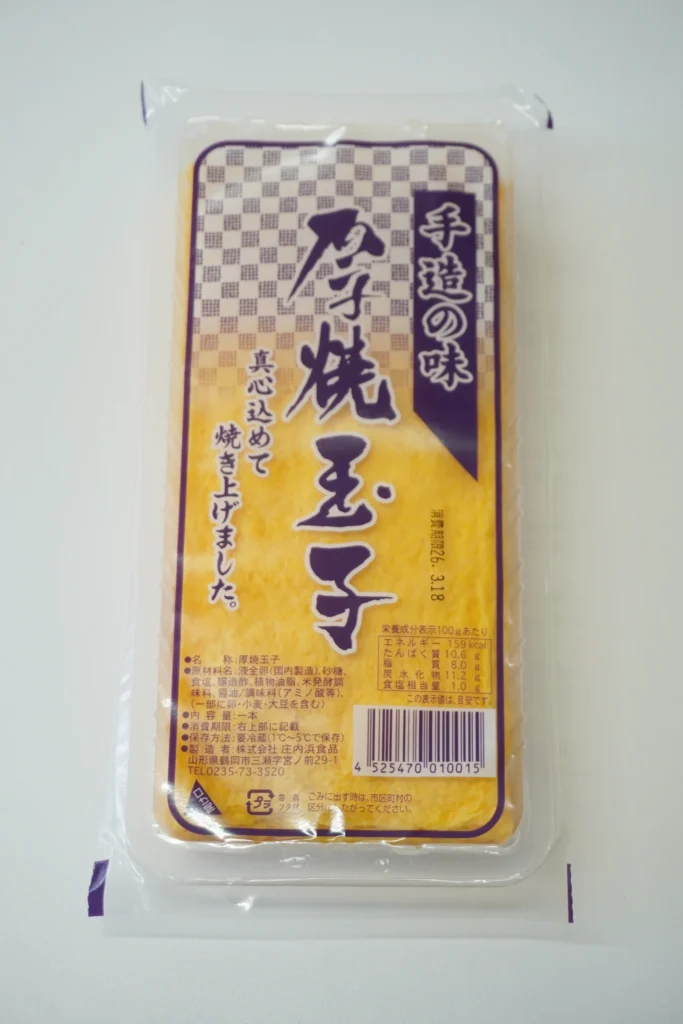 手造の味
厚焼玉子
真心込めて
焼き上げました。
消費期限26. 3.18
栄養成分表示100gあたり
エネルギー 159kcal
たんぱく質 10.6 g
脂質 8.0 g
炭水化物 11.2 g
食塩相当量 1.0 g
この表示値は、目安です。
●名 称:厚焼玉子
●原材料名:液全卵(国内製造)、砂糖、
食塩、醸造酢、植物油脂、米発酵調
味料、醤油/調味料(アミノ酸等)、
(一部に卵・小麦・大豆を含む)
●内 容 量:一本
●消費期限:右上部に記載
●保存方法:要冷蔵(1℃〜5℃で保存)
●製 造 者:株式会社 庄内浜食品
山形県鶴岡市三瀬字宮ノ前29-1
TEL0235-73-3520
4 525470 010015
プラ
ごみに出す時は、市区町村の
区分にしたがってください。